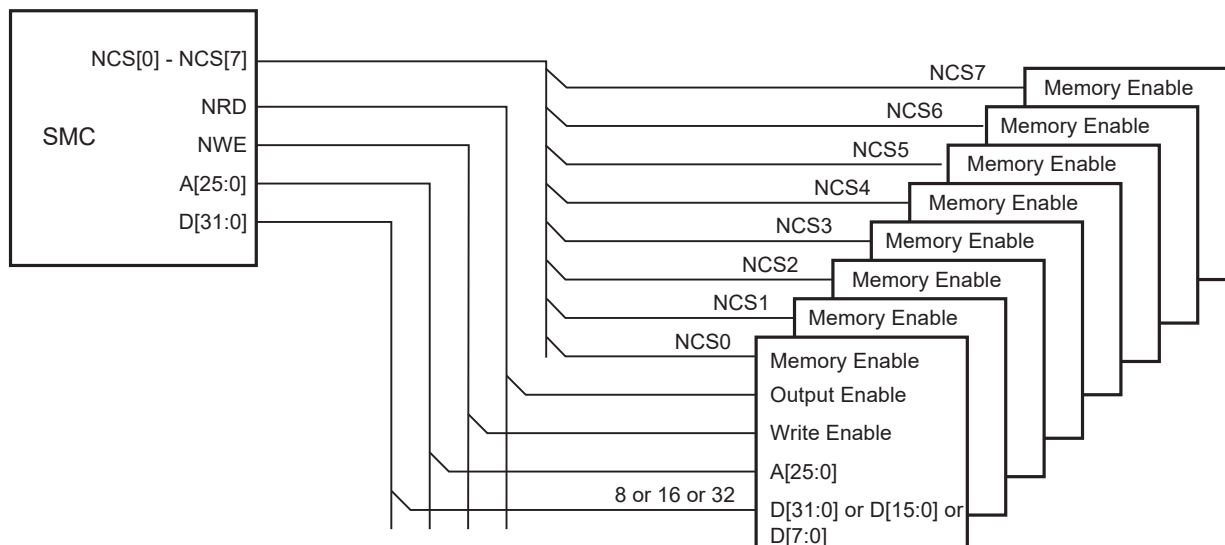 NCS[0] - NCS[7]
NRD
SMC
NWE
A[25:0]
D[31:0]
NCS7
Memory Enable
NCS6
Memory Enable
NCS5
Memory Enable
NCS4
Memory Enable
NCS3
Memory Enable
NCS2
Memory Enable
NCS1
Memory Enable
NCS0
Memory Enable
Output Enable
Write Enable
A[25:0]
8 or 16 or 32
D[31:0] or D[15:0] or
D[7:0]